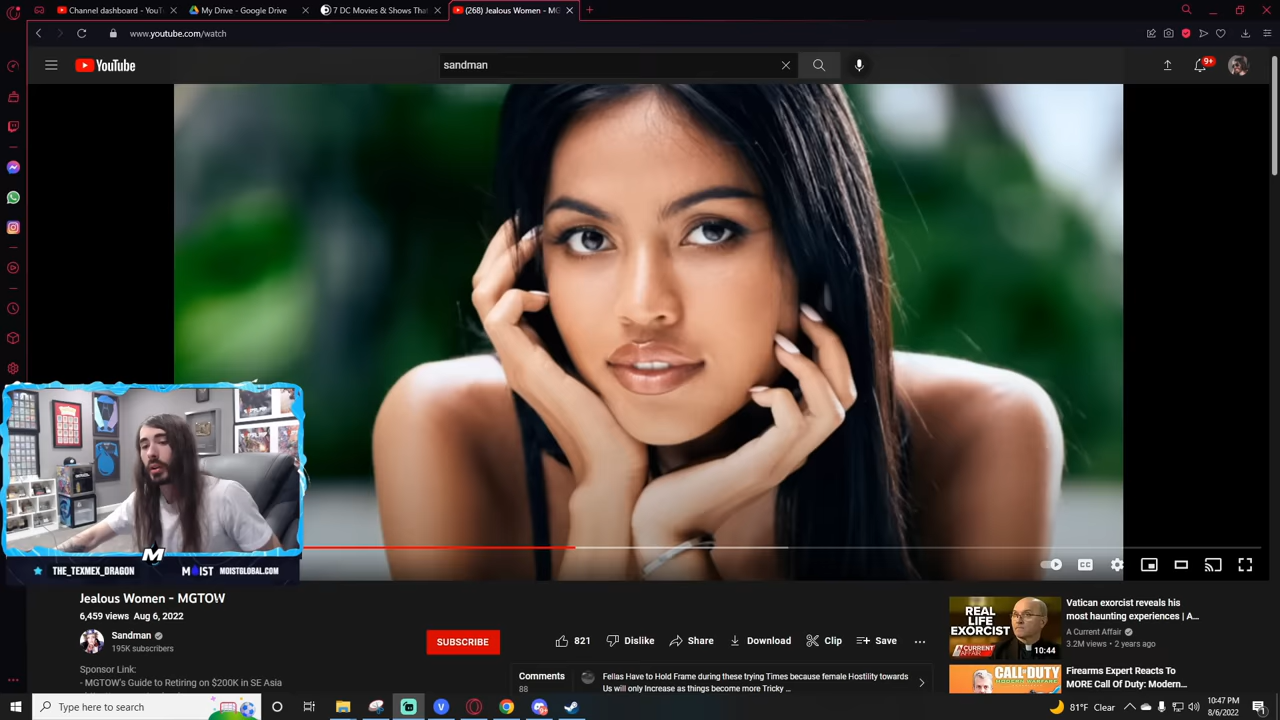 Channel dashboard - YouT
My Drive - Google Drive
7 DC Movies & Shows That
(268) Jealous Women - MG
www.youtube.com/watch
YouTube
sandman
9+
THE_TEXMEX_DRAGON
M
MOIST
MOISTGLOBAL.COM
Jealous Women - MGTOW
6,459 views Aug 6, 2022
Sandman
195K subscribers
SUBSCRIBE
821
Dislike
Share
Download
Clip
Save
Sponsor Link:
- MGTOW's Guide to Retiring on $200K in SE Asia
Comments
88
Fellas Have to Hold Frame during these trying Times because female Hostility towards
Us will only Increase as things become more Tricky ...
REAL
LIFE
EXORCIST
A CURRENT
AFFAIR
10:44
Vatican exorcist reveals his
most haunting experiences | A...
A Current Affair
3.2M views • 2 years ago
CALL OF DUTY
MODERN WARFARE
Firearms Expert Reacts To
MORE Call Of Duty: Modern...
Type here to search
81°F Clear
10:47 PM
8/6/2022